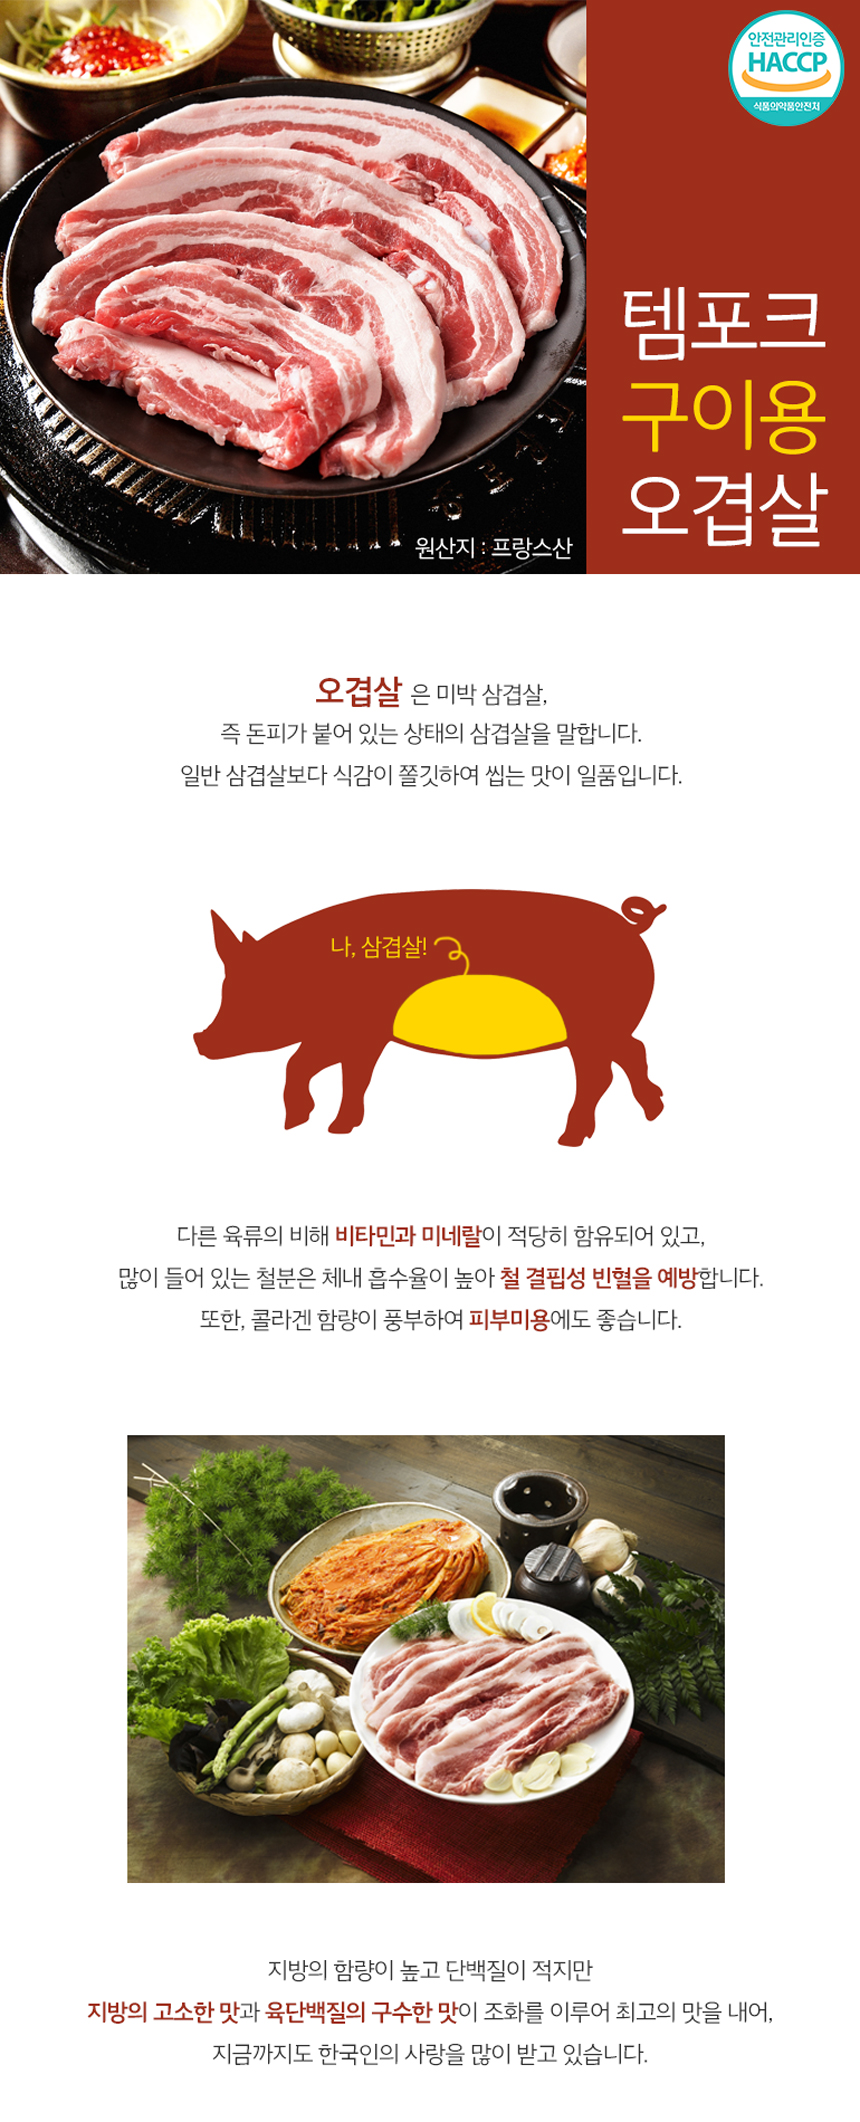 안전관리인증
HACCP
식품의약품안전처
템포크
구이용
오겹살
원산지 : 프랑스산
오겹살 은 미박 삼겹살,
즉 돈피가 붙어 있는 상태의 삼겹살을 말합니다.
일반 삼겹살보다 식감이 쫄깃하여 씹는 맛이 일품입니다.
나, 삼겹살!
다른 육류의 비해 비타민과 미네랄이 적당히 함유되어 있고,
많이 들어 있는 철분은 체내 흡수율이 높아 철 결핍성 빈혈을 예방합니다.
또한, 콜라겐 함량이 풍부하여 피부미용에도 좋습니다.
지방의 함량이 높고 단백질이 적지만
지방의 고소한 맛과 육단백질의 구수한 맛이 조화를 이루어 최고의 맛을 내어,
지금까지도 한국인의 사랑을 많이 받고 있습니다.